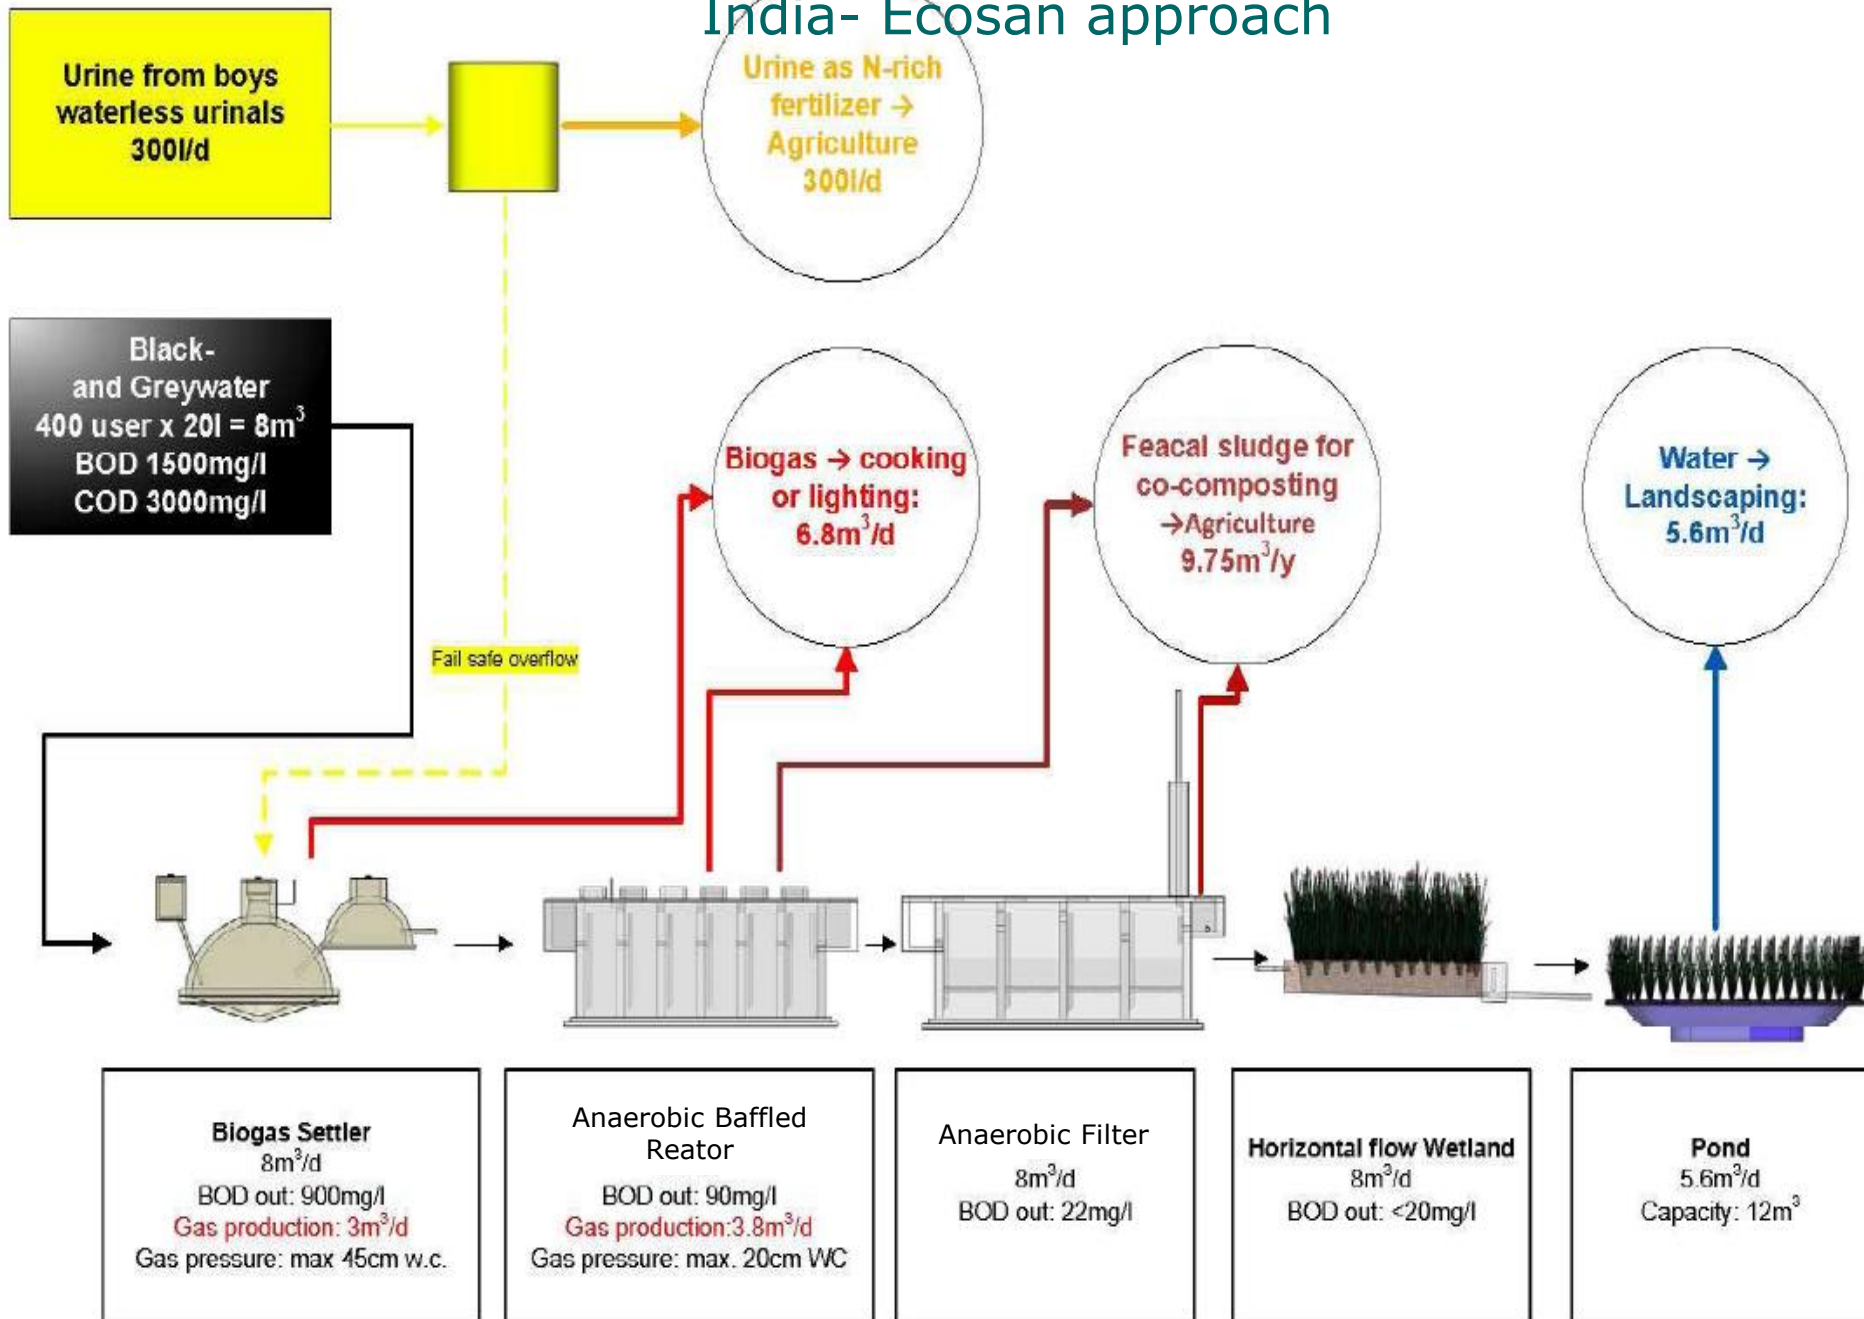 India- Ecosan approach
Urine from boys
waterless urinals
300l/d
Urine as N-rich
fertilizer →
Agriculture
300l/d
Black-
and Greywater
400 user x 20l = 8m³
BOD 1500mg/l
COD 3000mg/l
Biogas → cooking
or lighting:
6.8m³/d
Feacal sludge for
co-composting
→Agriculture
9.75m³/y
Water →
Landscaping:
5.6m³/d
Fail safe overflow
Biogas Settler
8m³/d
BOD out: 900mg/l
Gas production: 3m³/d
Gas pressure: max 45cm w.c.
Anaerobic Baffled
Reator
BOD out: 90mg/l
Gas production:3.8m³/d
Gas pressure: max. 20cm WC
Anaerobic Filter
8m³/d
BOD out: 22mg/l
Horizontal flow Wetland
8m³/d
BOD out: <20mg/l
Pond
5.6m³/d
Capacity: 12m³